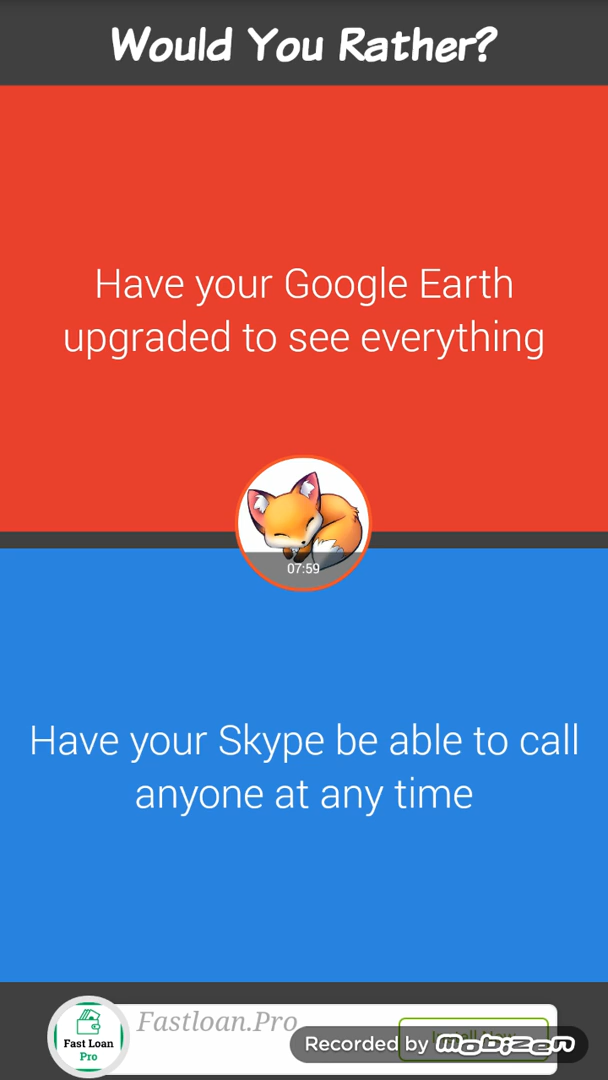 Would You Rather?
Have your Google Earth
upgraded to see everything
07:59
Have your Skype be able to call
anyone at any time
Fast Loan
Pro
Fastloan.Pro
Recorded by mobizen